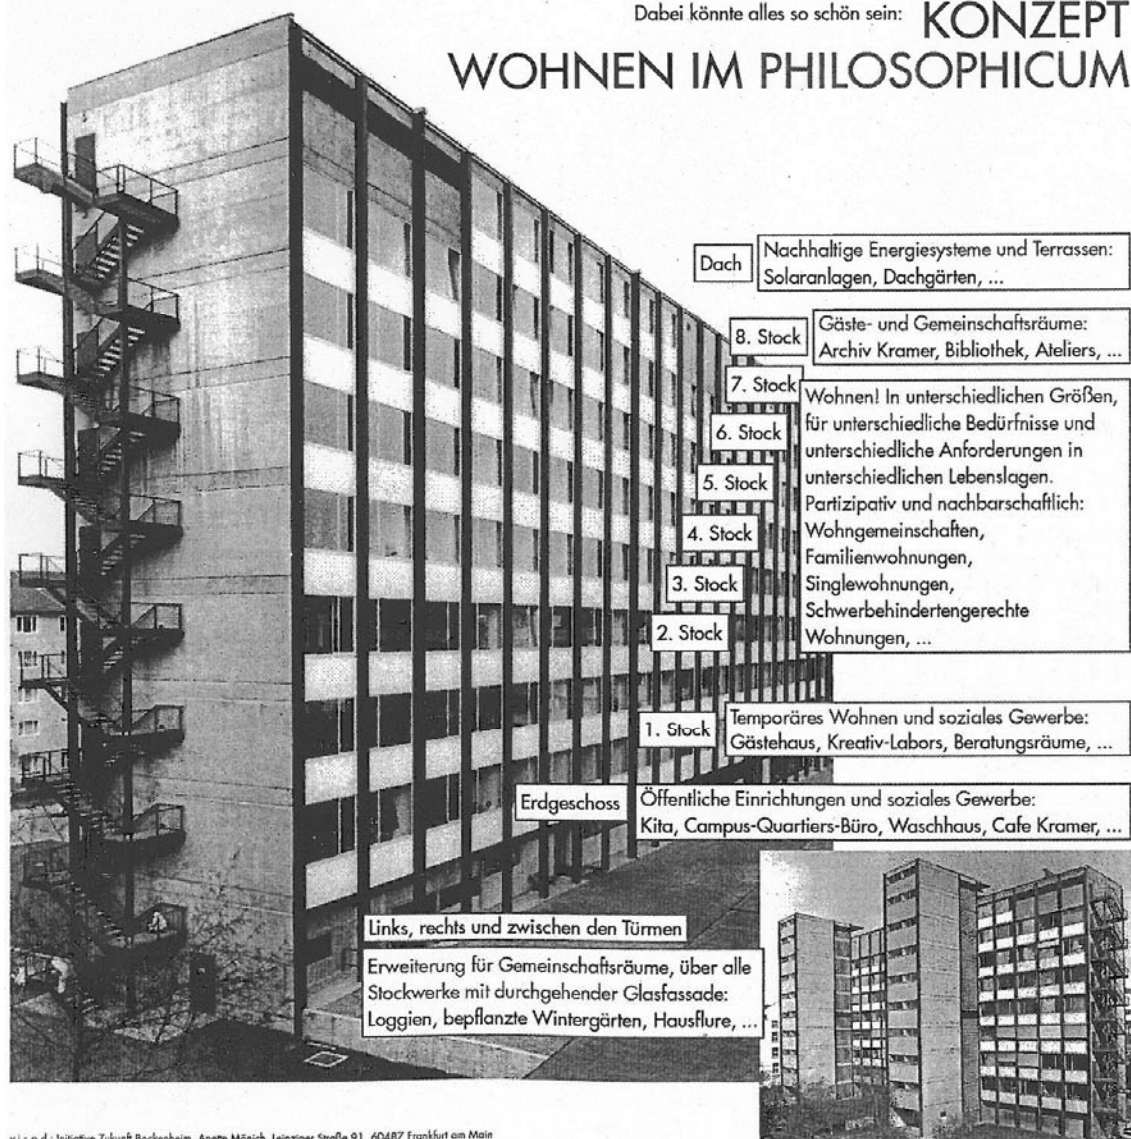 Dabei könnte alles so schön sein: KONZEPT
WOHNEN IM PHILOSOPHICUM
Dach
Nachhaltige Energiesysteme und Terrassen:
Solaranlagen, Dachgärten, ...
8. Stock
Gäste- und Gemeinschaftsräume:
Archiv Kramer, Bibliothek, Ateliers, ...
7. Stock
6. Stock
5. Stock
4. Stock
3. Stock
2. Stock
Wohnen! In unterschiedlichen Größen,
für unterschiedliche Bedürfnisse und
unterschiedliche Anforderungen in
unterschiedlichen Lebenslagen.
Partizipativ und nachbarschaftlich:
Wohngemeinschaften,
Familienwohnungen,
Singlewohnungen,
Schwerbehindertengerechte
Wohnungen, ...
1. Stock
Temporäres Wohnen und soziales Gewerbe:
Gästehaus, Kreativ-Labors, Beratungsräume, ...
Erdgeschoss
Öffentliche Einrichtungen und soziales Gewerbe:
Kita, Campus-Quartiers-Büro, Waschhaus, Cafe Kramer, ...
Links, rechts und zwischen den Türmen
Erweiterung für Gemeinschaftsräume, über alle
Stockwerke mit durchgehender Glasfassade:
Loggien, bepflanzte Wintergärten, Hausflure, ...
v.i.s.o.d.: Initiative Zukunft Bockenheim, Anette Mönich, Leipziger Straße 91, 60487 Frankfurt am Main